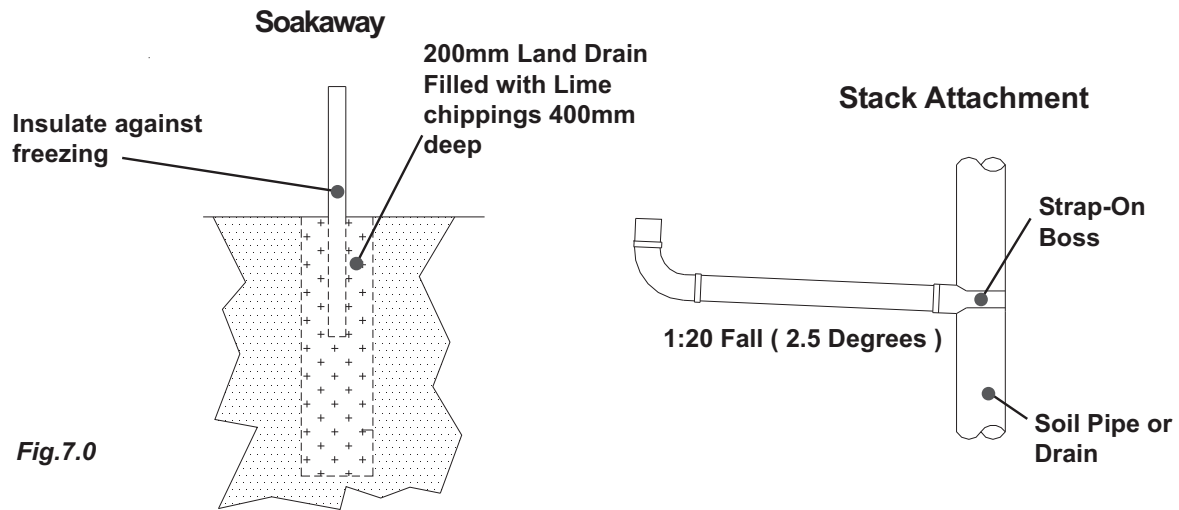 Soakaway
200mm Land Drain
Filled with Lime
chippings 400mm
deep
Insulate against
freezing
Fig.7.0
Stack Attachment
Strap-On
Boss
1:20 Fall ( 2.5 Degrees )
Soil Pipe or
Drain